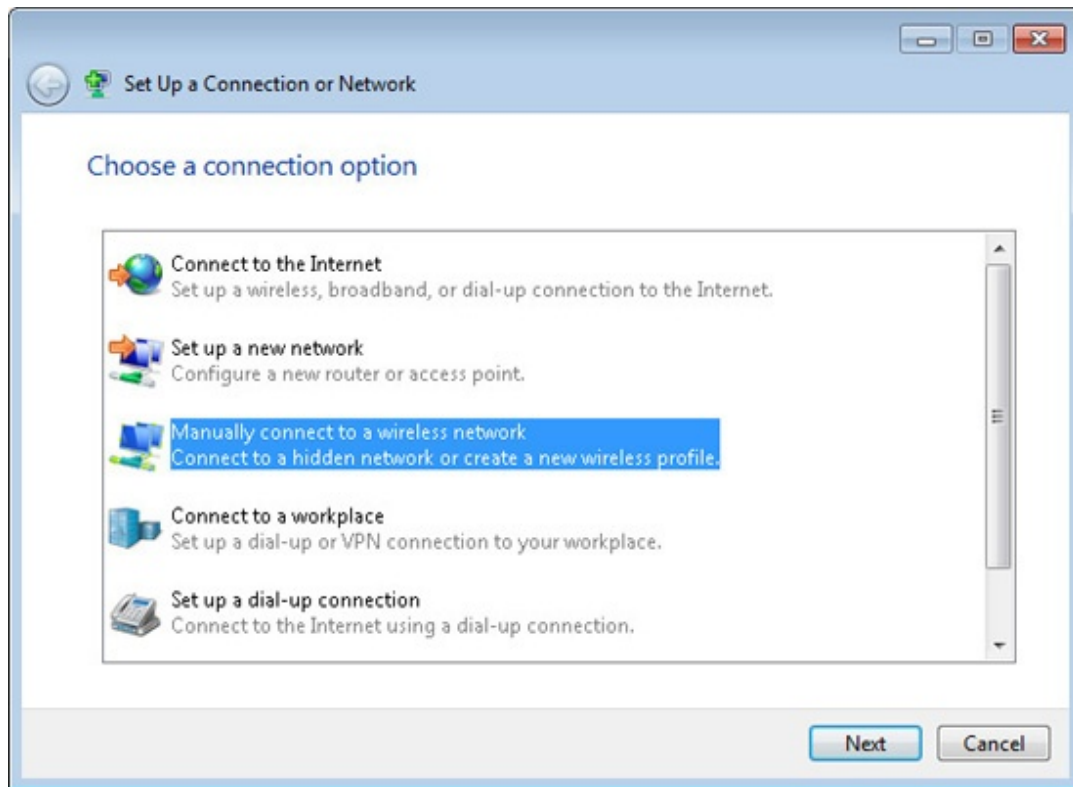 Set Up a Connection or Network
Choose a connection option
Connect to the Internet
Set up a wireless, broadband, or dial-up connection to the Internet.
Set up a new network
Configure a new router or access point.
Manually connect to a wireless network
Connect to a hidden network or create a new wireless profile.
Connect to a workplace
Set up a dial-up or VPN connection to your workplace.
Set up a dial-up connection
Connect to the Internet using a dial-up connection.
Next Cancel